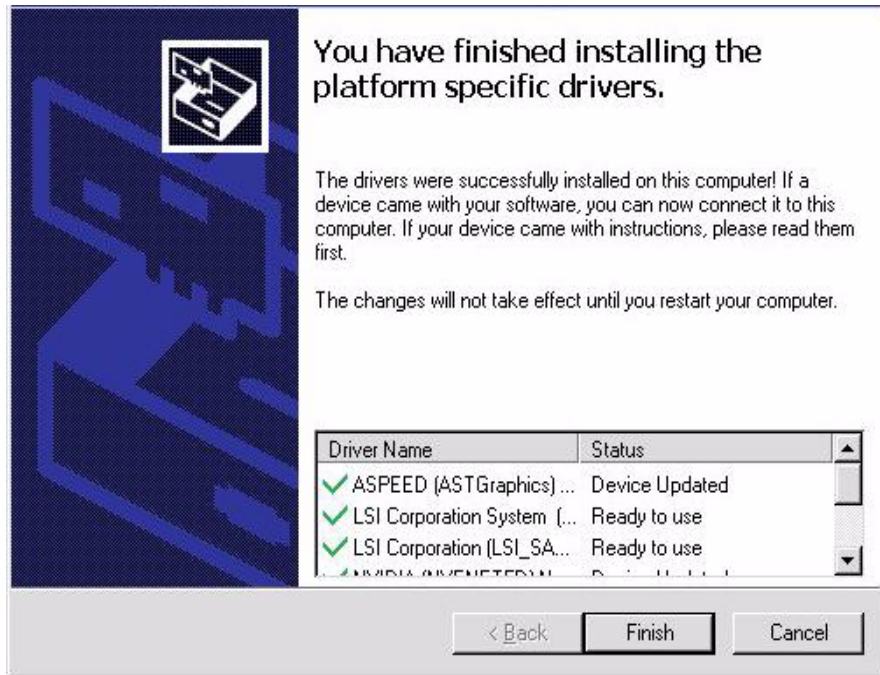 You have finished installing the
platform specific drivers.
The drivers were successfully installed on this computer! If a
device came with your software, you can now connect it to this
computer. If your device came with instructions, please read them
first.
The changes will not take effect until you restart your computer.
Driver Name Status
ASPEED (ASTGraphics) ... Device Updated
LSI Corporation System (... Ready to use
LSI Corporation (LSI_SA... Ready to use
< Back Finish Cancel